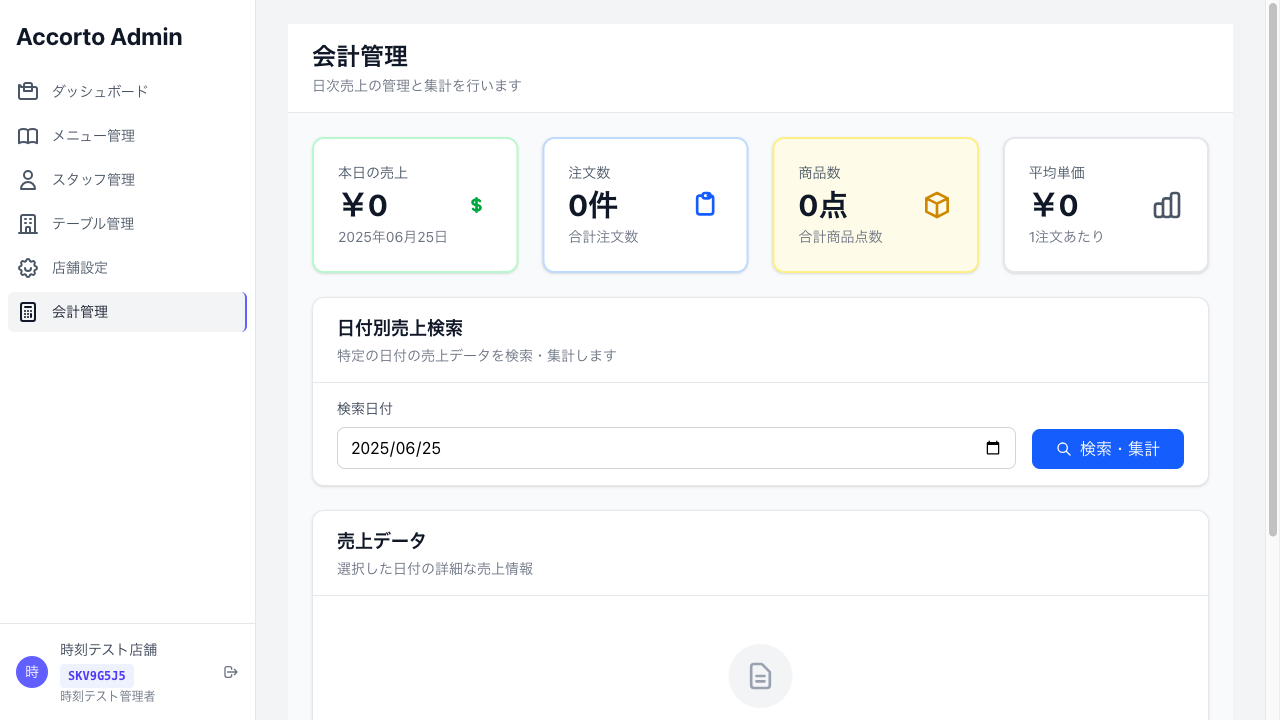 Accorto Admin
ダッシュボード
メニュー管理
スタッフ管理
テーブル管理
店舗設定
会計管理
時
時刻テスト店舗
SKV9G5J5
時刻テスト管理者
会計管理
日次売上の管理と集計を行います
本日の売上
¥0
$
2025年06月25日
注文数
0件
合計注文数
商品数
0点
合計商品点数
平均単価
¥0
1注文あたり
日付別売上検索
特定の日付の売上データを検索・集計します
検索日付
2025/06/25
検索・集計
売上データ
選択した日付の詳細な売上情報